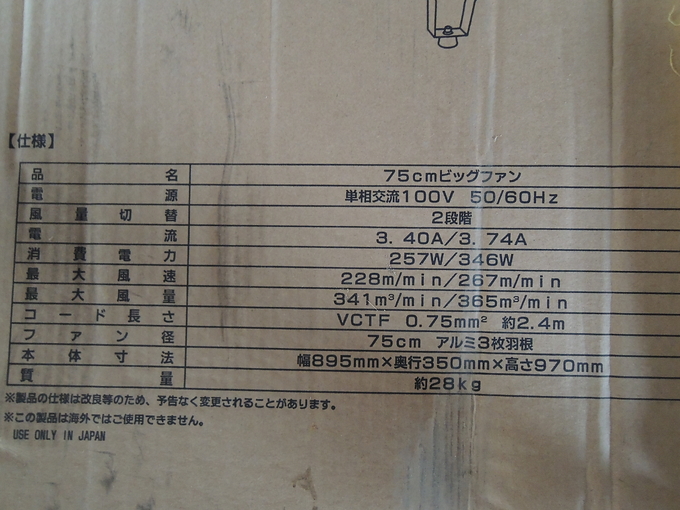 【仕様】
品名 75cmビッグファン
電源 単相交流100V 50/60Hz
風量切替 2段階
電流 3.40A/3.74A
消費電力 257W/346W
最大風速 228m/min/267m/min
最大風量 341m³/min/365m³/min
コード長さ VCTF 0.75mm² 約2.4m
ファン径 75cm アルミ3枚羽根
本体寸法 幅895mm×奥行350mm×高さ970mm
質量 約28kg
※製品の仕様は改良等のため、予告なく変更されることがあります。
※この製品は海外ではご使用できません。
USE ONLY IN JAPAN